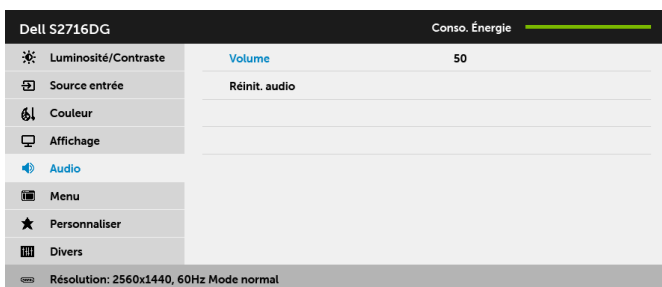 Dell S2716DG Conso. Énergie
Luminosité/Contraste Volume 50
Source entrée Réinit. audio
Couleur
Affichage
Audio
Menu
Personnaliser
Divers
Résolution: 2560x1440, 60Hz Mode normal